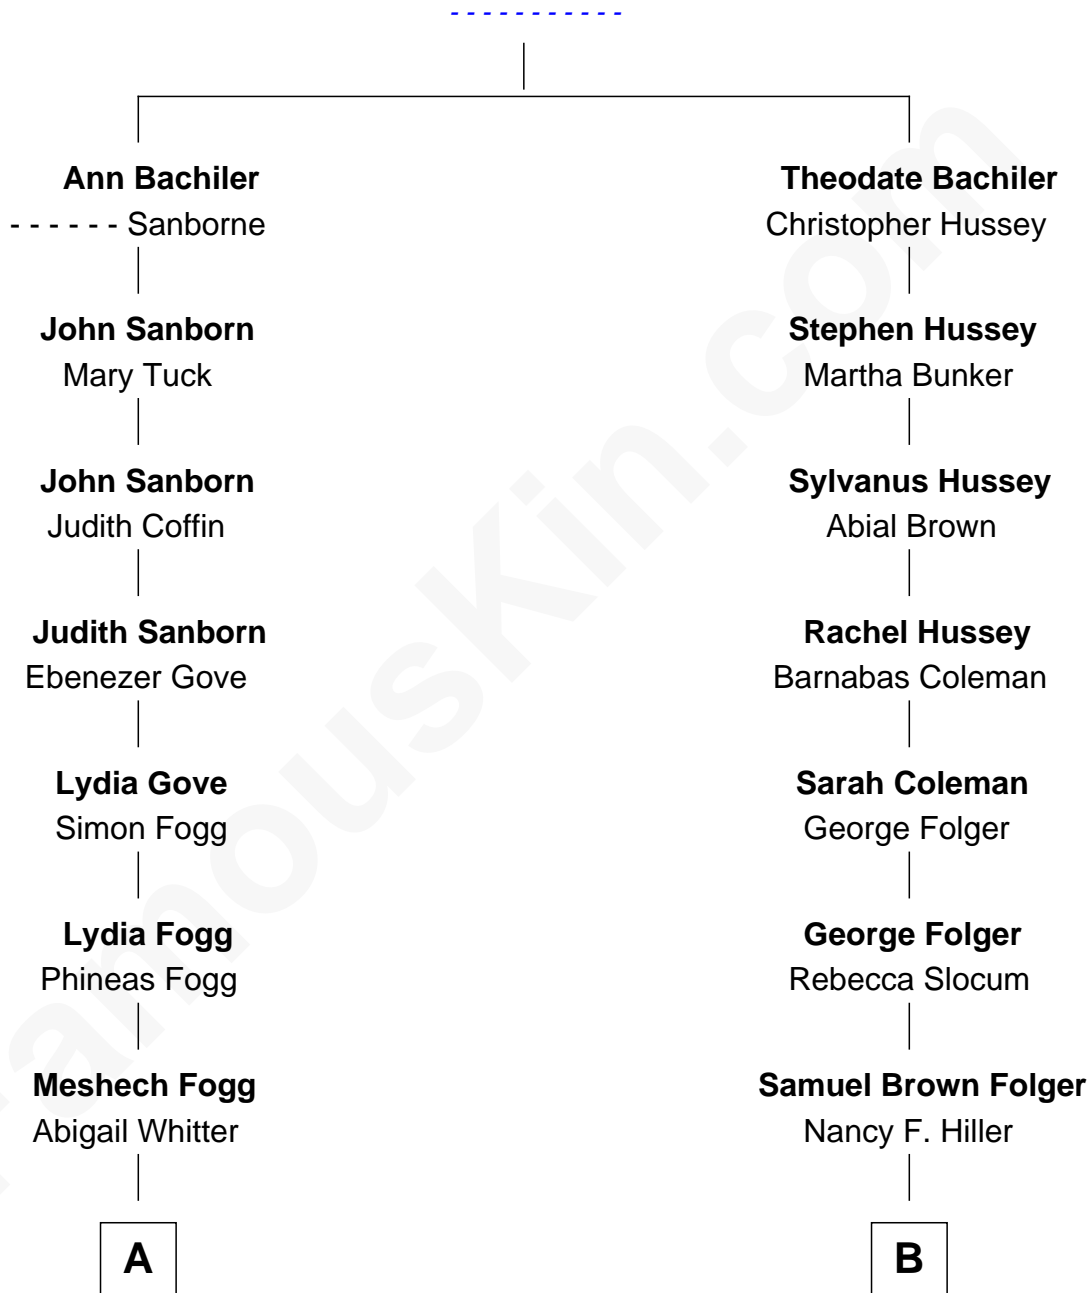 - - - - - - - - - - -
Ann Bachiler
- - - - - - Sanborne
Theodate Bachiler
Christopher Hussey
John Sanborn
Mary Tuck
Stephen Hussey
Martha Bunker
John Sanborn
Judith Coffin
Sylvanus Hussey
Abial Brown
Judith Sanborn
Ebenezer Gove
Rachel Hussey
Barnabas Coleman
Lydia Gove
Simon Fogg
Sarah Coleman
George Folger
Lydia Fogg
Phineas Fogg
George Folger
Rebecca Slocum
Meshech Fogg
Abigail Whitter
Samuel Brown Folger
Nancy F. Hiller
A
B
FamousKin.com